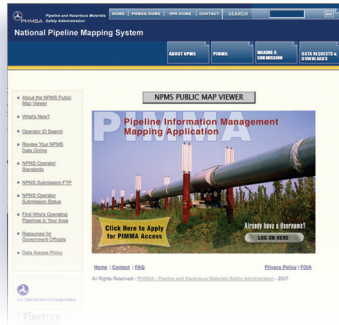 Pipeline and Hazardous Materials
PHMSA Safety Administration
HOME | PHMSA HOME | OPS HOME | CONTACT
SEARCH
National Pipeline Mapping System
ABOUT NPMS
PIMMA
MAKING A
SUBMISSION
DATA REQUESTS &
DOWNLOADS
About the NPMS Public
Map Viewer
What's New?
Operator ID Search
Review Your NPMS
Data Online
NPMS Operator
Standards
NPMS Submission FTP
NPMS Operator
Submission Status
Find Who's Operating
Pipelines in Your Area
Resources for
Government Officials
Data Access Policy
NPMS PUBLIC MAP VIEWER
PIMMA
Pipeline Information Management
Mapping Application
Click Here to Apply
for PIMMA Access
Already have a Username?
LOG ON HERE
Home | Contact | FAQ
Privacy Policy | FOIA
All Rights Reserved - PHMSA - Pipeline and Hazardous Materials Safety Administration - 2007
U.S. Department of Transportation
FIRSTGOV